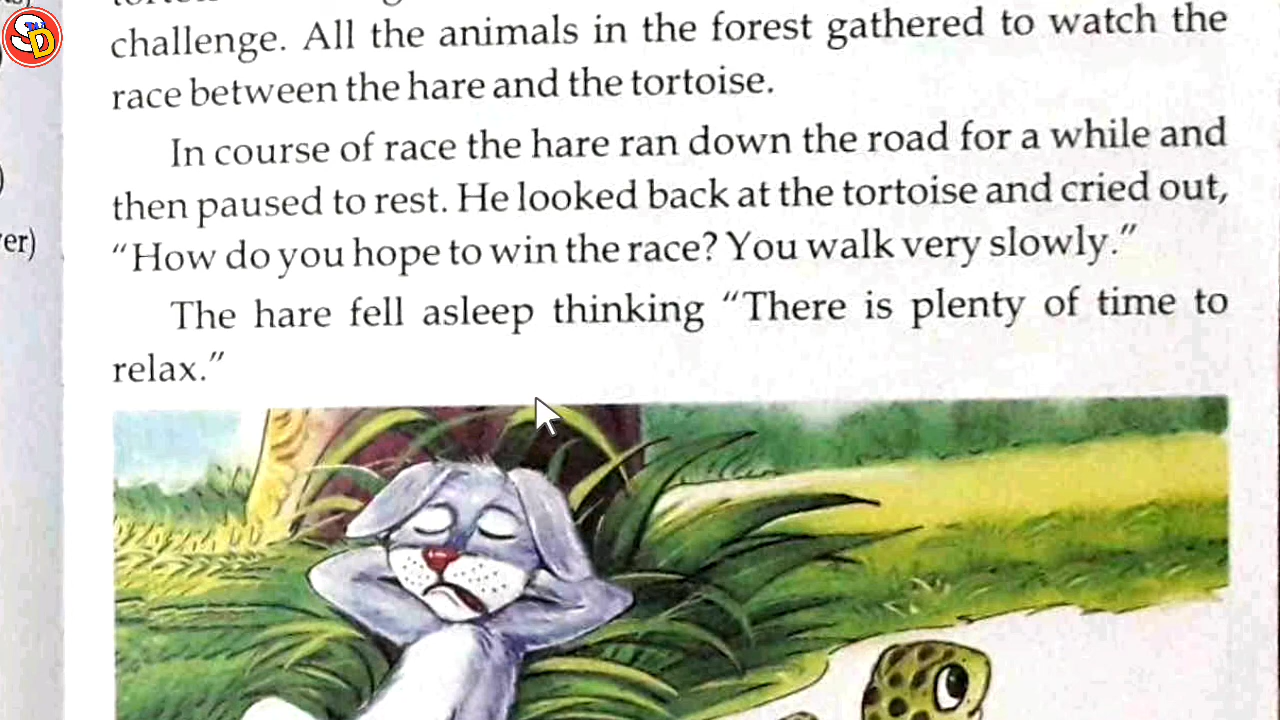 SD
challenge. All the animals in the forest gathered to watch the
race between the hare and the tortoise.
In course of race the hare ran down the road for a while and
then paused to rest. He looked back at the tortoise and cried out,
er)
“How do you hope to win the race? You walk very slowly.”
The hare fell asleep thinking “There is plenty of time to
relax.”